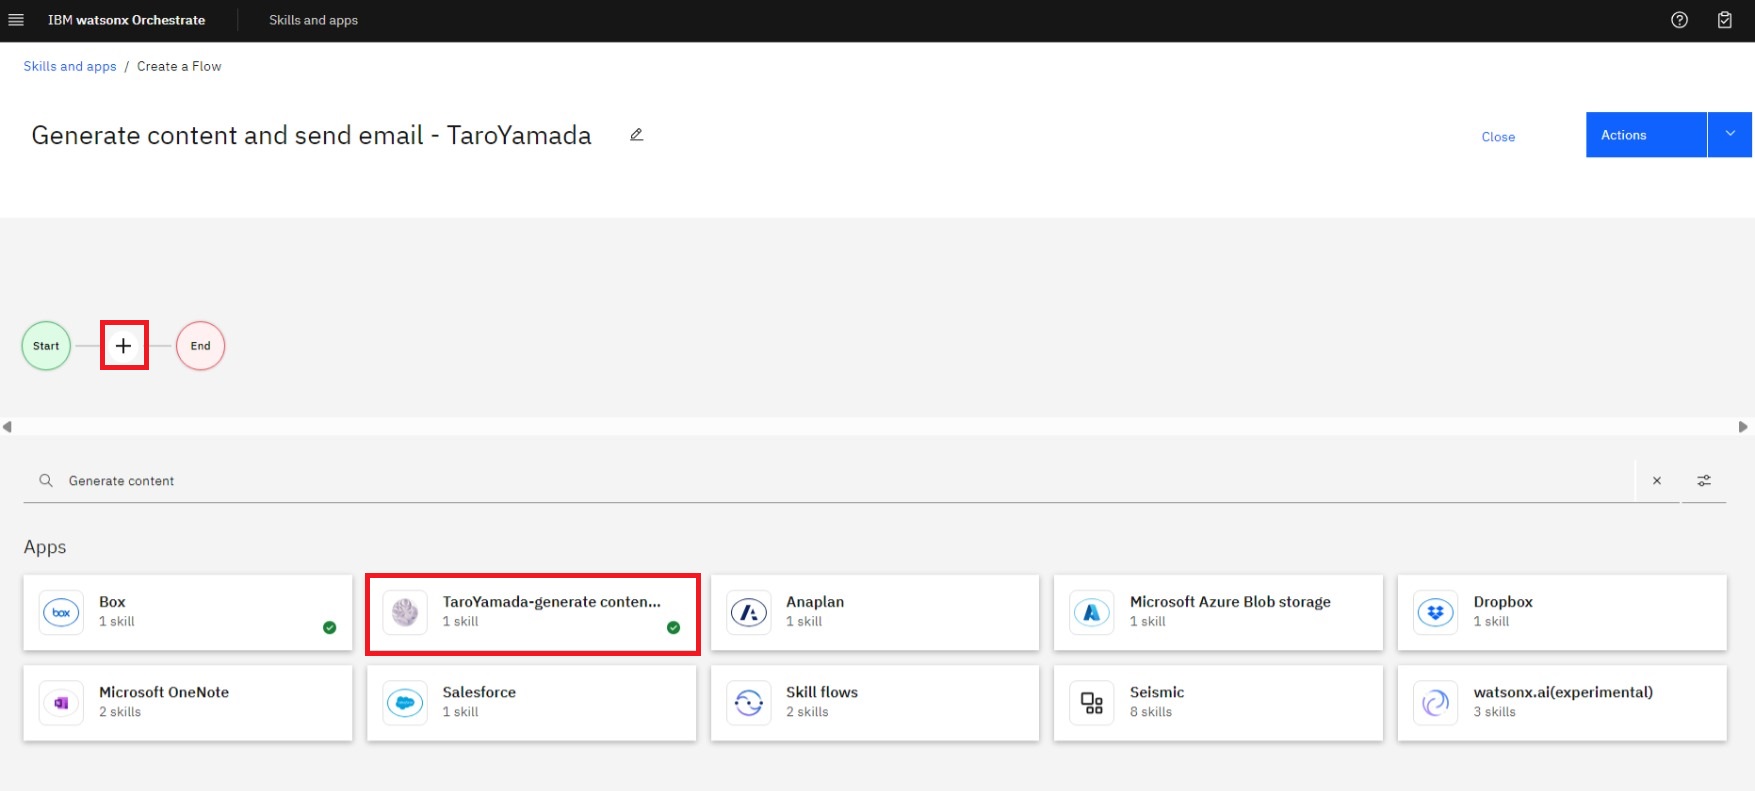 IBM watsonx Orchestrate
Skills and apps
Skills and apps / Create a Flow
Generate content and send email - TaroYamada
Close
Actions
Start
End
Generate content
Apps
Box
1 skill
TaroYamada-generate conten...
1 skill
Anaplan
1 skill
Microsoft Azure Blob storage
1 skill
Dropbox
1 skill
Microsoft OneNote
2 skills
Salesforce
1 skill
Skill flows
2 skills
Seismic
8 skills
watsonx.ai(experimental)
3 skills